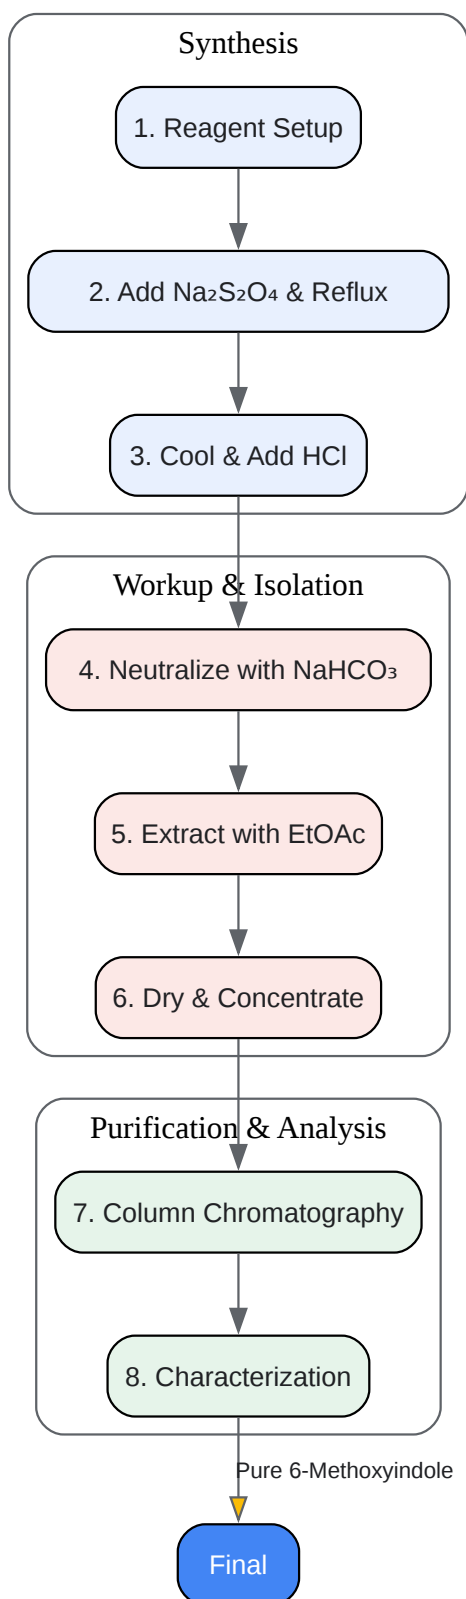 Synthesis
1. Reagent Setup
2. Add Na₂S₂O₄ & Reflux
3. Cool & Add HCl
Workup & Isolation
4. Neutralize with NaHCO₃
5. Extract with EtOAc
6. Dry & Concentrate
Purification & Analysis
7. Column Chromatography
8. Characterization
Pure 6-Methoxyindole
Final